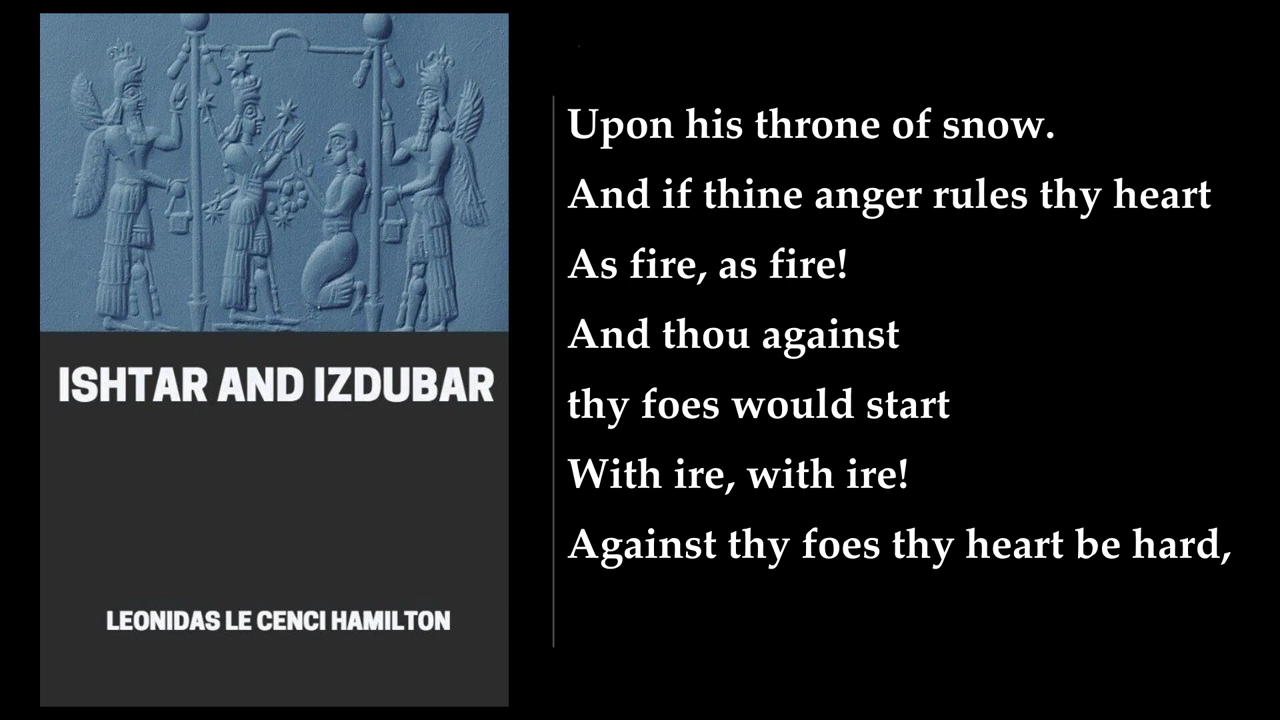 ISHTAR AND IZDUBAR
LEONIDAS LE CENCI HAMILTON
Upon his throne of snow.
And if thine anger rules thy heart
As fire, as fire!
And thou against
thy foes would start
With ire, with ire!
Against thy foes thy heart be hard,